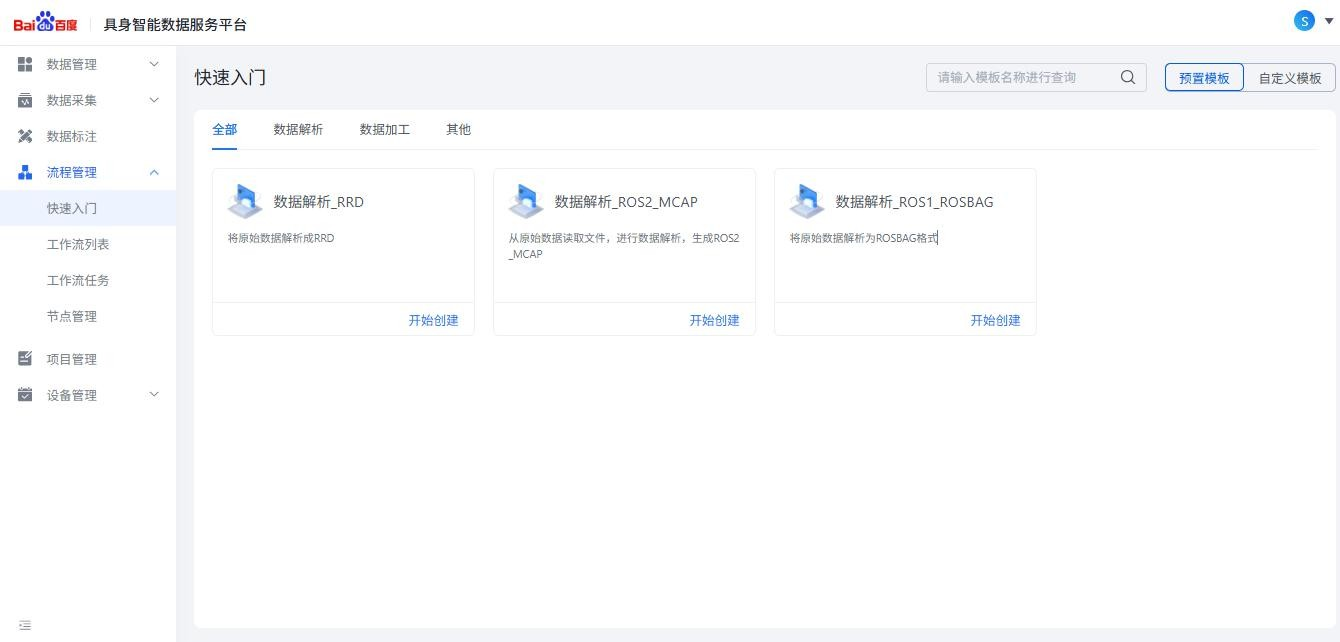 Baidu百度 具身智能数据服务平台 S
数据管理
数据采集
数据标注
流程管理
快速入门
工作流列表
工作流任务
节点管理
项目管理
设备管理
快速入门 请输入模板名称进行查询 预置模板 自定义模板
全部 数据解析 数据加工 其他
数据解析_RRD
将原始数据解析成RRD
开始创建
数据解析_ROS2_MCAP
从原始数据读取文件，进行数据解析，生成ROS2
_MCAP
开始创建
数据解析_ROS1_ROSBAG
将原始数据解析为ROSBAG格式
开始创建